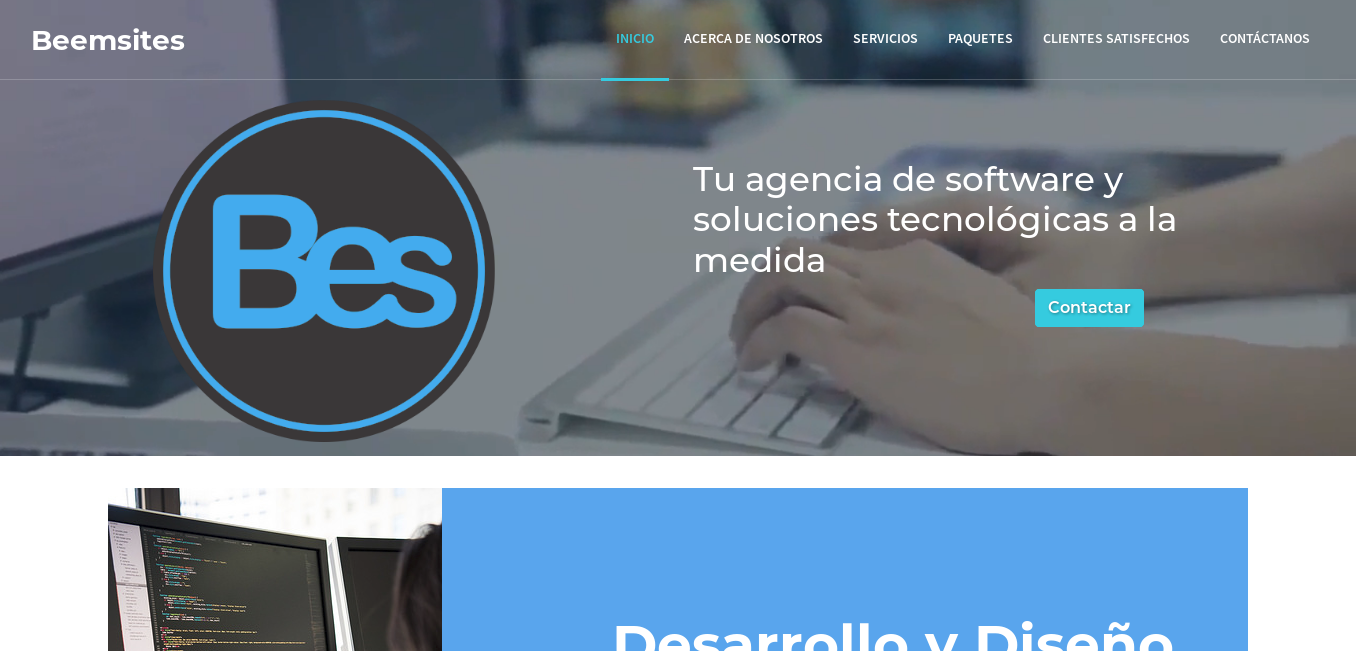 Beemsites
INICIO
ACERCA DE NOSOTROS
SERVICIOS
PAQUETES
CLIENTES SATISFECHOS
CONTÁCTANOS
Bes
Tu agencia de software y
soluciones tecnológicas a la
medida
Contactar
Desarrollo y Diseño